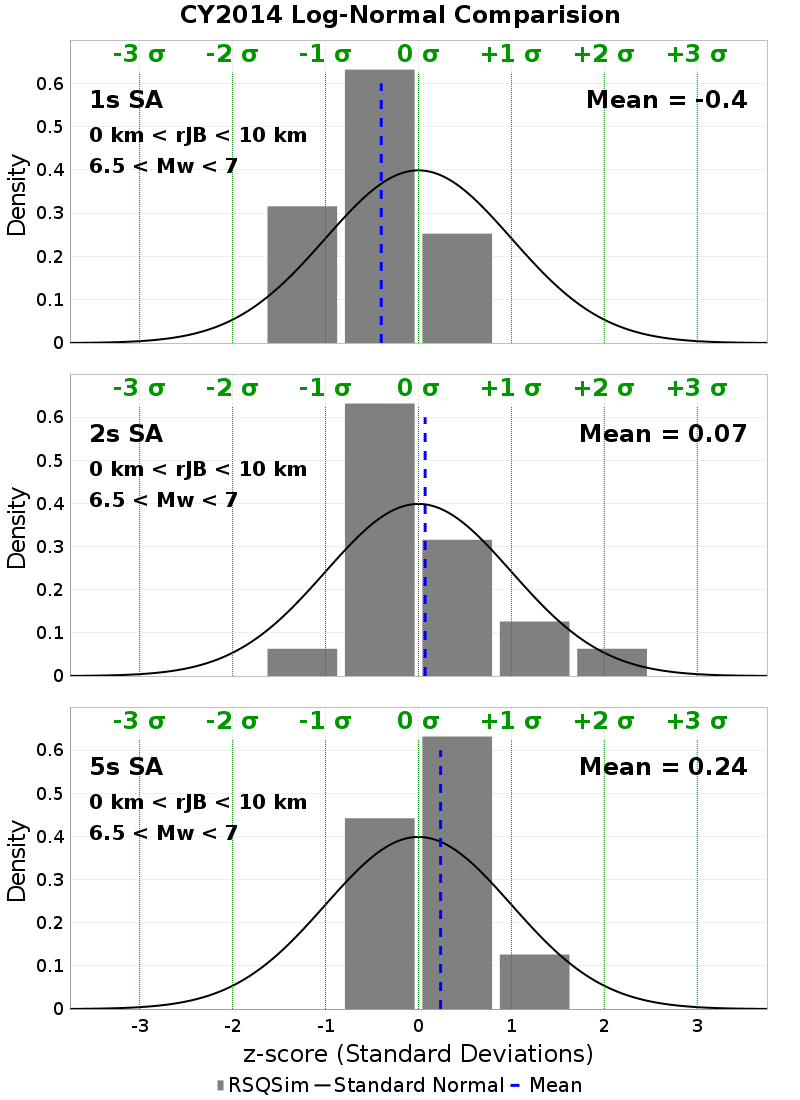 CY2014 Log-Normal Comparision
-3 σ -2 σ -1 σ 0 σ +1 σ +2 σ +3 σ
1s SA
Mean = -0.4
0 km < rJB < 10 km
6.5 < Mw < 7
Density
0.6
0.5
0.4
0.3
0.2
0.1
0
-3 σ -2 σ -1 σ 0 σ +1 σ +2 σ +3 σ
2s SA
Mean = 0.07
0 km < rJB < 10 km
6.5 < Mw < 7
Density
0.6
0.5
0.4
0.3
0.2
0.1
0
-3 σ -2 σ -1 σ 0 σ +1 σ +2 σ +3 σ
5s SA
Mean = 0.24
0 km < rJB < 10 km
6.5 < Mw < 7
Density
0.6
0.5
0.4
0.3
0.2
0.1
0
-3 -2 -1 0 1 2 3
z-score (Standard Deviations)
RSQSim Standard Normal Mean